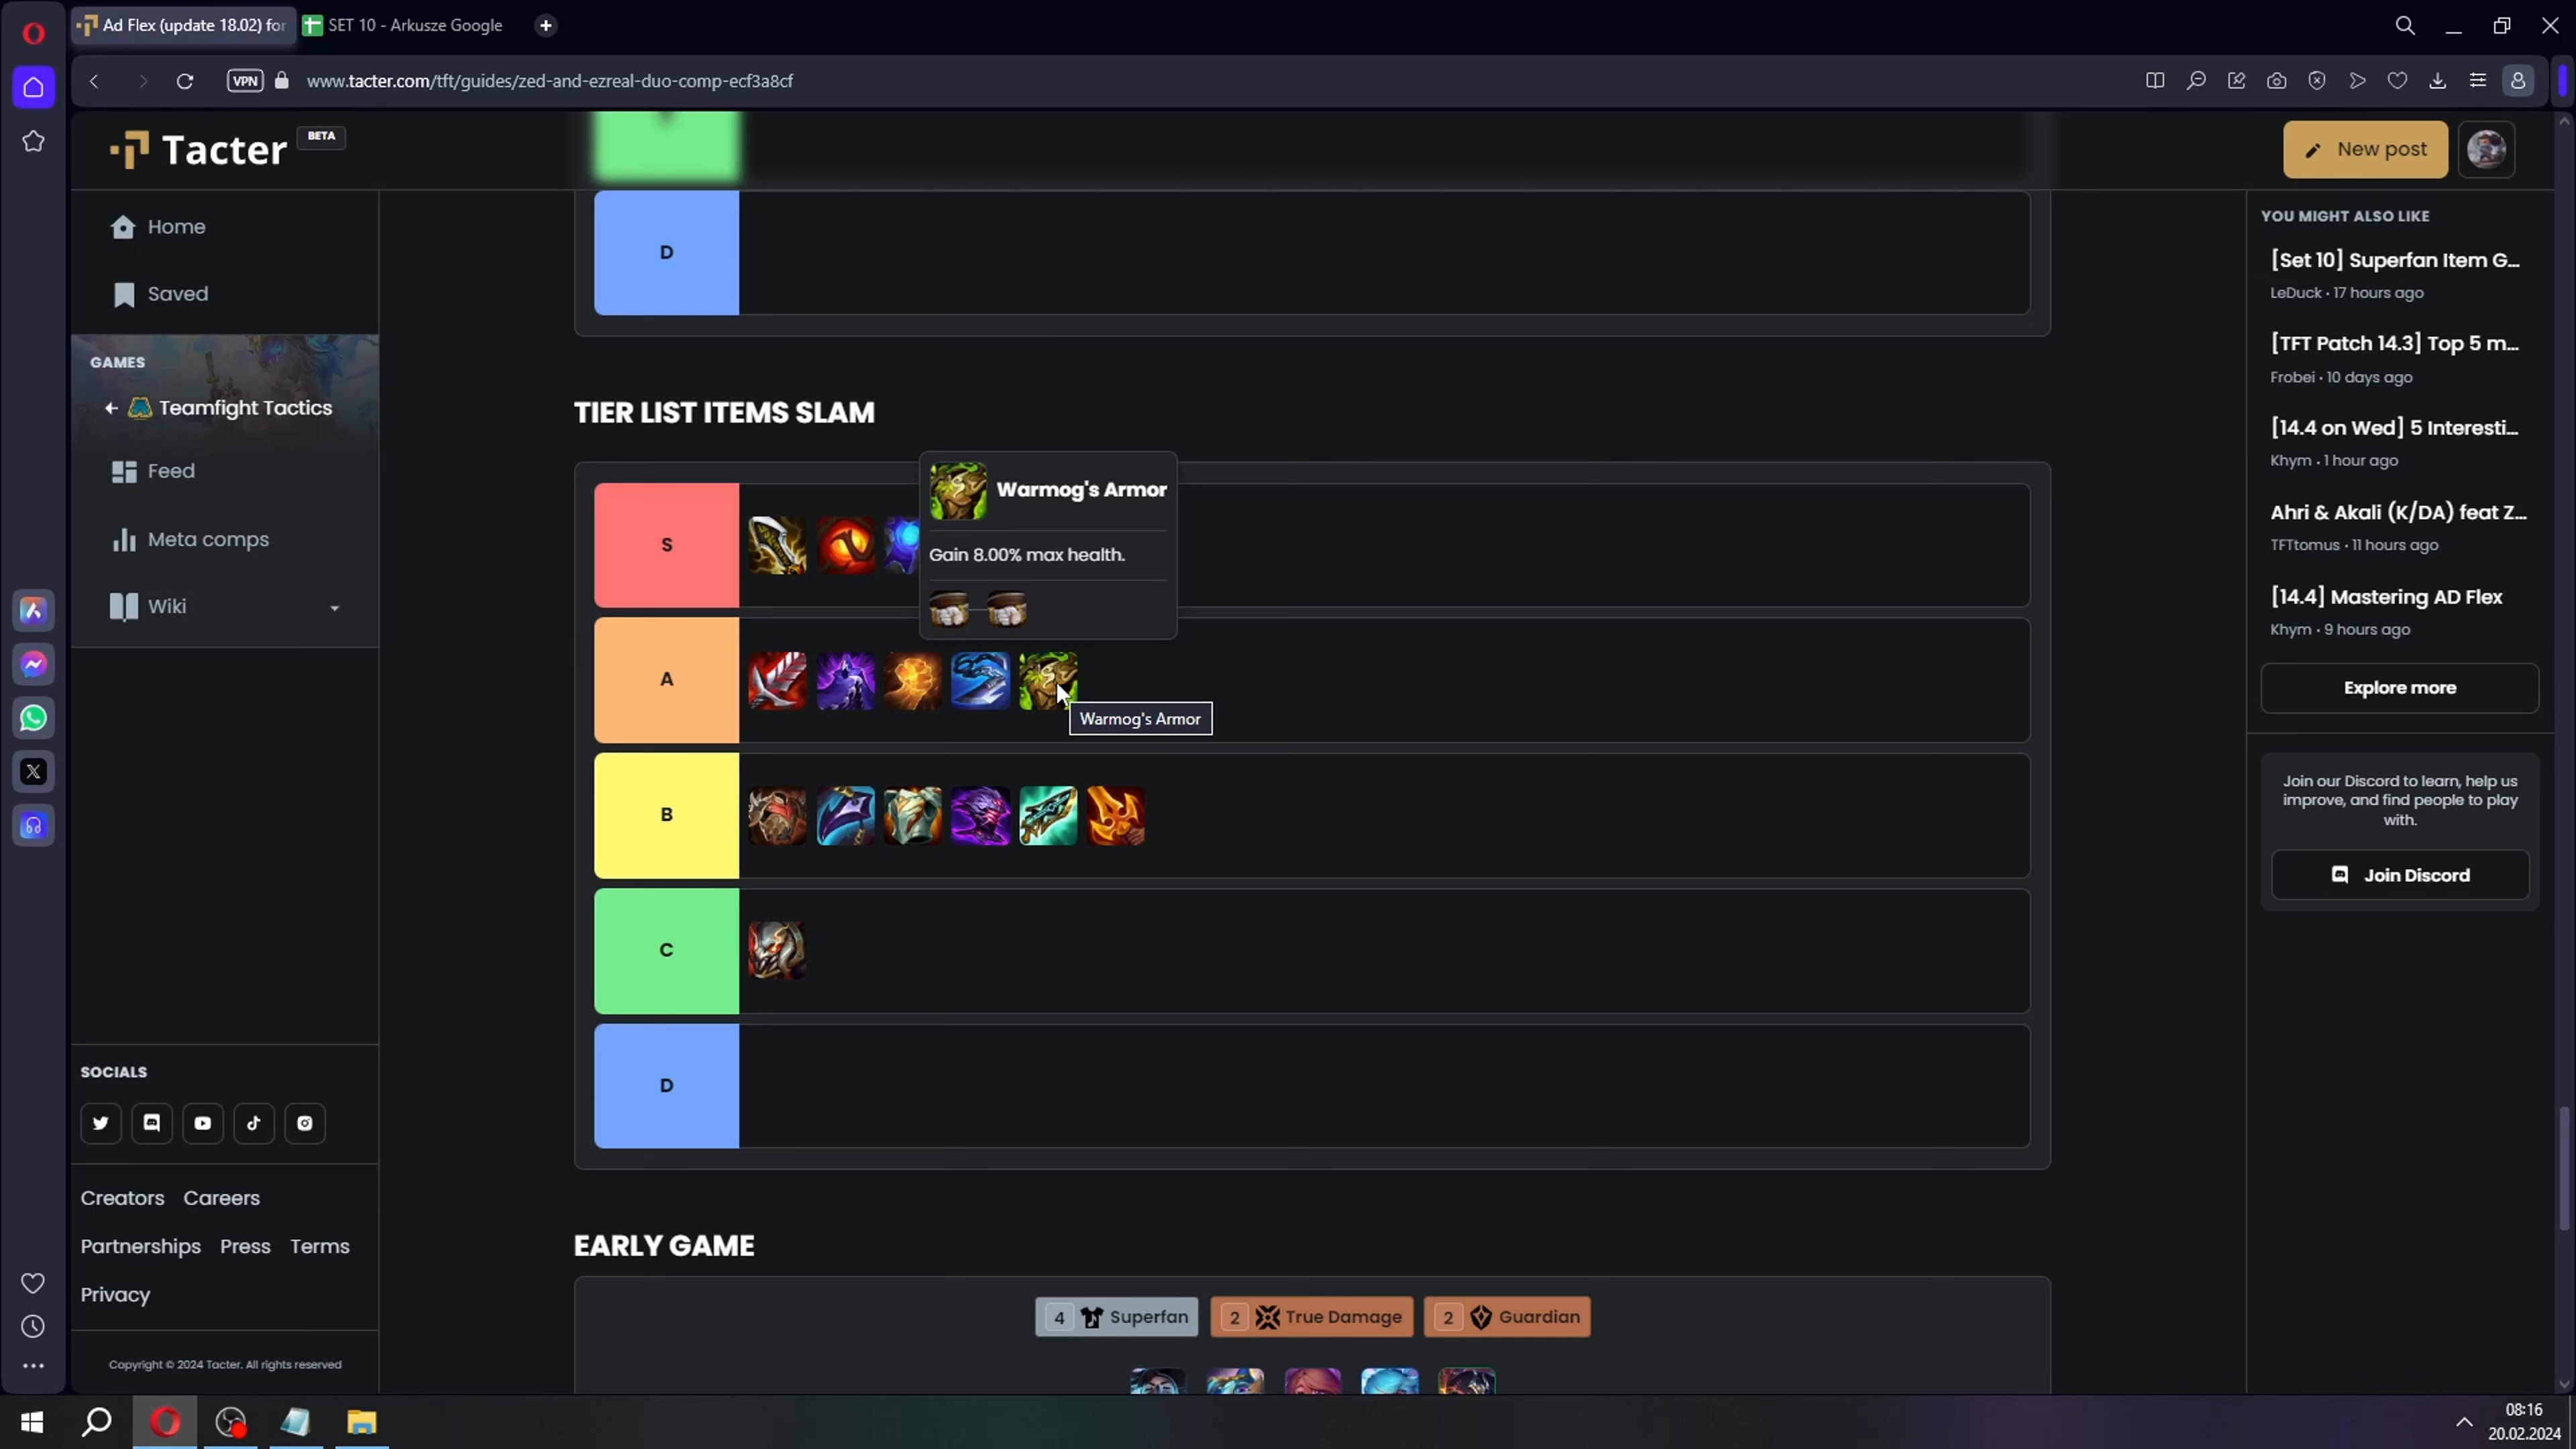 Ad Flex (update 18.02) for
SET 10 - Arkusze Google
VPN
www.tacter.com/tft/guides/zed-and-ezreal-duo-comp-ecf3a8cf
Tacter
BETA
New post
Home
Saved
GAMES
Teamfight Tactics
Feed
Meta comps
Wiki
SOCIALS
Creators Careers
Partnerships Press Terms
Privacy
Copyright © 2024 Tacter. All rights reserved
D
TIER LIST ITEMS SLAM
S
Warmog's Armor
Gain 8.00% max health.
A
Warmog's Armor
B
C
D
EARLY GAME
4 Superfan
2 True Damage
2 Guardian
YOU MIGHT ALSO LIKE
[Set 10] Superfan Item G...
LeDuck • 17 hours ago
[TFT Patch 14.3] Top 5 m...
Frobei • 10 days ago
[14.4 on Wed] 5 Interesti...
Khym • 1 hour ago
Ahri & Akali (K/DA) feat Z...
TFTtomus • 11 hours ago
[14.4] Mastering AD Flex
Khym • 9 hours ago
Explore more
Join our Discord to learn, help us
improve, and find people to play
with.
Join Discord
08:16
20.02.2024